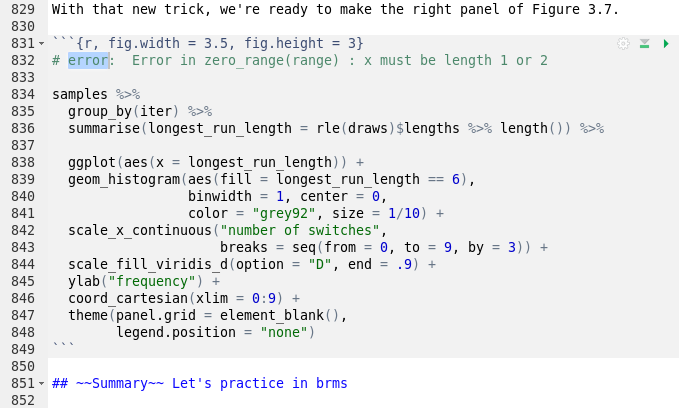 829 With that new trick, we're ready to make the right panel of Figure 3.7.
830
831 ```{r, fig.width = 3.5, fig.height = 3}
832 # error:  Error in zero_range(range) : x must be length 1 or 2
833
834 samples %>%
835   group_by(iter) %>%
836   summarise(longest_run_length = rle(draws)$lengths %>% length()) %>%
837
838   ggplot(aes(x = longest_run_length)) +
839   geom_histogram(aes(fill = longest_run_length == 6),
840                  binwidth = 1, center = 0,
841                  color = "grey92", size = 1/10) +
842   scale_x_continuous("number of switches",
843                      breaks = seq(from = 0, to = 9, by = 3)) +
844   scale_fill_viridis_d(option = "D", end = .9) +
845   ylab("frequency") +
846   coord_cartesian(xlim = 0:9) +
847   theme(panel.grid = element_blank(),
848         legend.position = "none")
849 ```
850
851 ## ~~Summary~~ Let's practice in brms
852